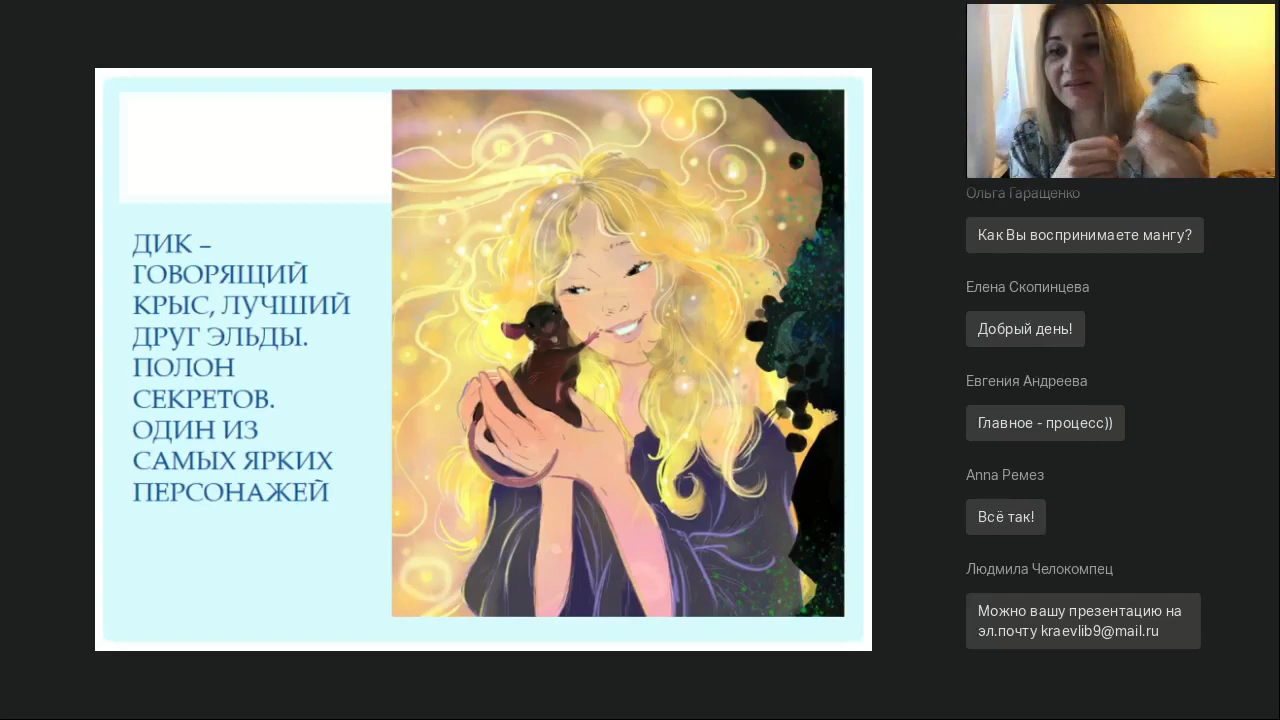 ДИК –
ГОВОРЯЩИЙ
КРЫС, ЛУЧШИЙ
ДРУГ ЭЛЬДЫ.
ПОЛОН
СЕКРЕТОВ.
ОДИН ИЗ
САМЫХ ЯРКИХ
ПЕРСОНАЖЕЙ
Ольга Гаращенко
Как Вы воспринимаете мангу?
Елена Скопинцева
Добрый день!
Евгения Андреева
Главное - процесс))
Anna Ремез
Всё так!
Людмила Челокомпец
Можно вашу презентацию на
эл.почту kraevlib9@mail.ru